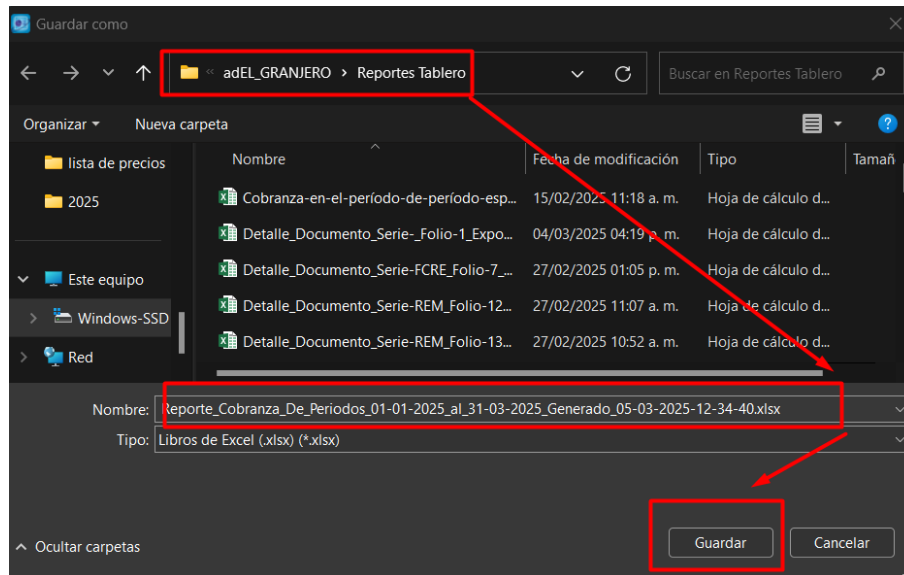 Guardar como
« adEL_GRANJERO > Reportes Tablero
Buscar en Reportes Tablero
Organizar
Nueva carpeta
?
lista de precios
2025
Este equipo
Windows-SSD
Red
Nombre Fecha de modificación Tipo Tamañ
Cobranza-en-el-período-de-período-esp... 15/02/2025 11:18 a. m. Hoja de cálculo d...
Detalle_Documento_Serie-_Folio-1_Expo... 04/03/2025 04:19 p. m. Hoja de cálculo d...
Detalle_Documento_Serie-FCRE_Folio-7_... 27/02/2025 01:05 p. m. Hoja de cálculo d...
Detalle_Documento_Serie-REM_Folio-12... 27/02/2025 11:07 a. m. Hoja de cálculo d...
Detalle_Documento_Serie-REM_Folio-13... 27/02/2025 10:52 a. m. Hoja de cálculo d...
Nombre: Reporte_Cobranza_De_Periodos_01-01-2025_al_31-03-2025_Generado_05-03-2025-12-34-40.xlsx
Tipo: Libros de Excel (.xlsx) (*.xlsx)
Ocultar carpetas
Guardar
Cancelar